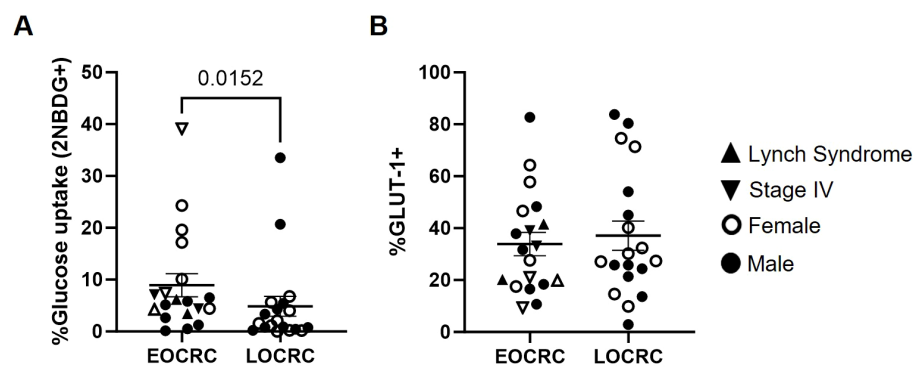 A
%Glucose uptake (2NBDG+)
50
40
30
20
10
0
0.0152
EOCRC LOCRC
B
%GLUT-1+
100
80
60
40
20
0
EOCRC LOCRC
Lynch Syndrome
Stage IV
Female
Male